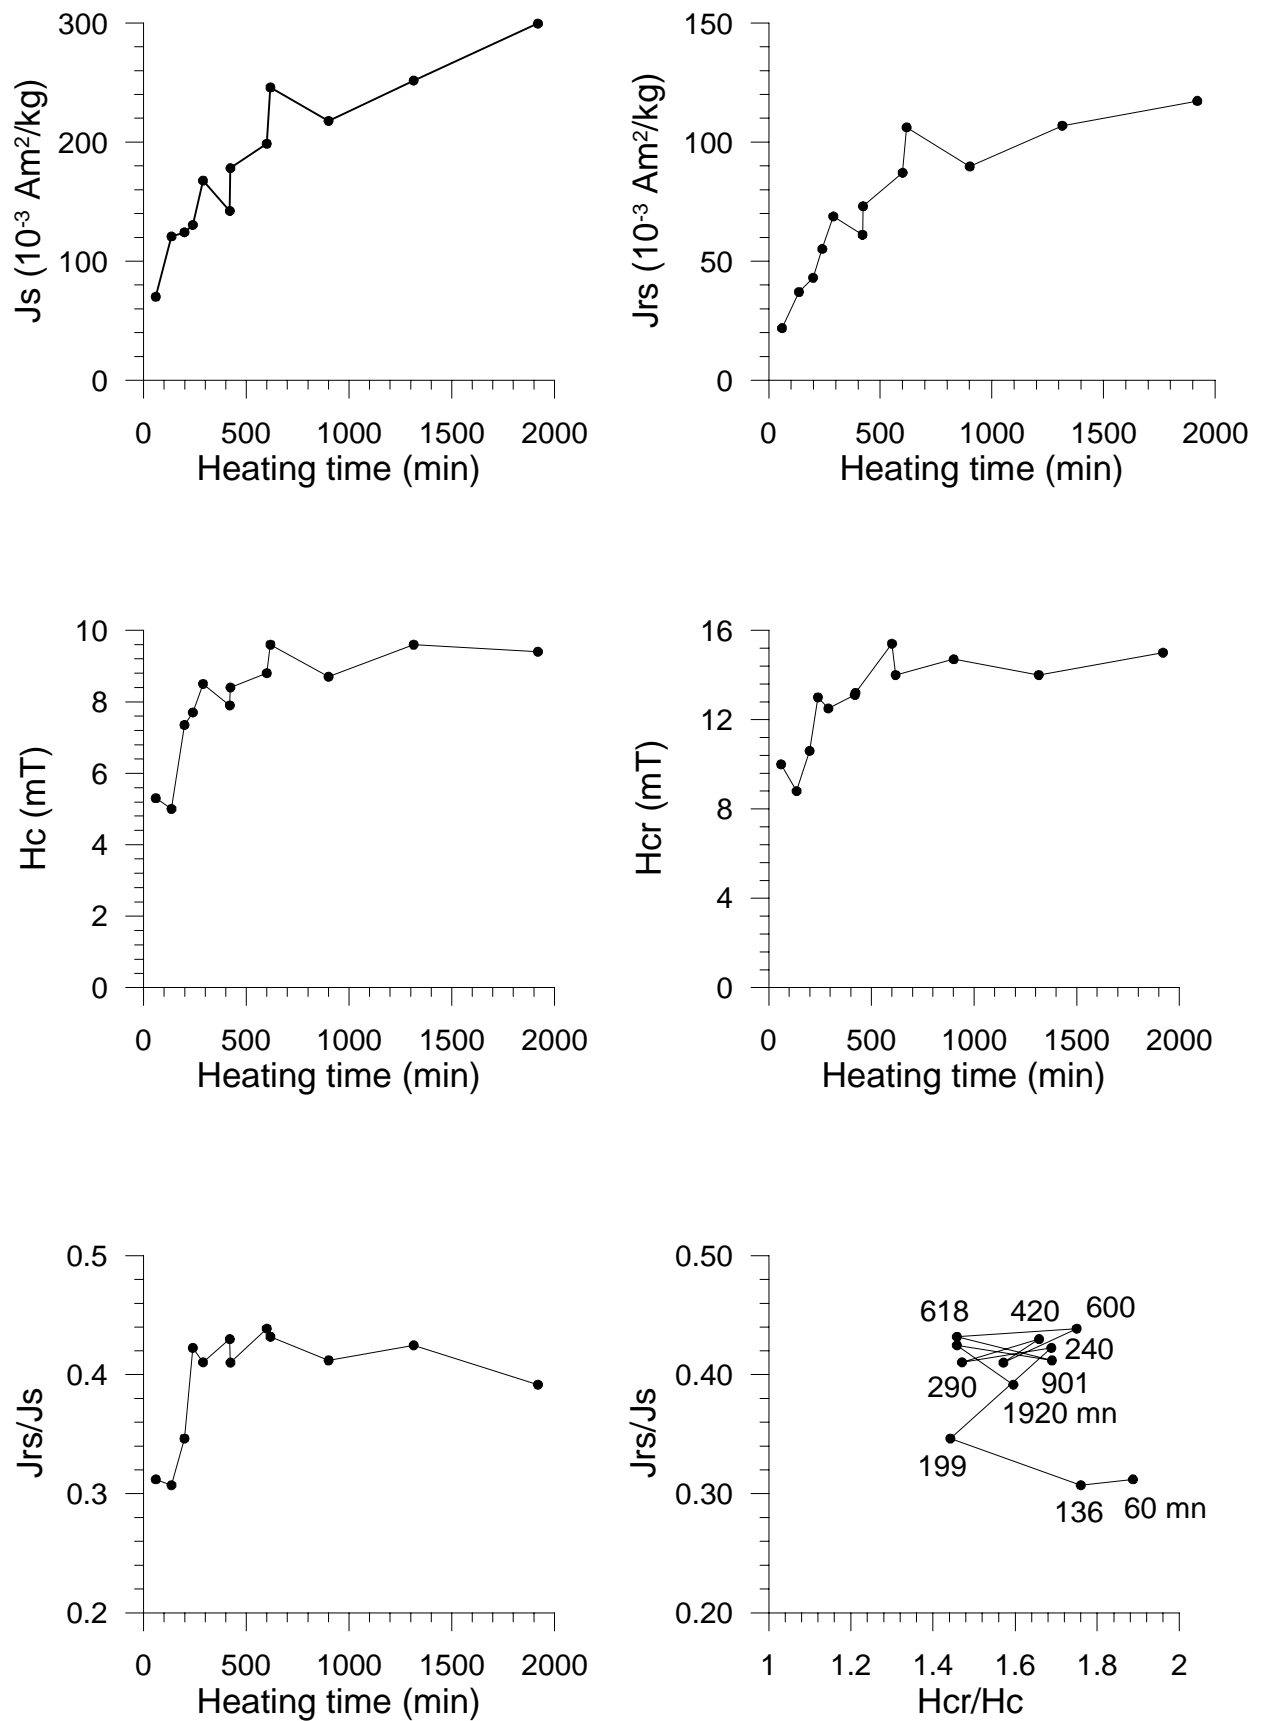 300
200
100
0
Js (10⁻³ Am²/kg)
0 500 1000 1500 2000
Heating time (min)
150
100
50
0
Jrs (10⁻³ Am²/kg)
0 500 1000 1500 2000
Heating time (min)
10
8
6
4
2
0
Hc (mT)
0 500 1000 1500 2000
Heating time (min)
16
12
8
4
0
Hcr (mT)
0 500 1000 1500 2000
Heating time (min)
0.5
0.4
0.3
0.2
Jrs/Js
0 500 1000 1500 2000
Heating time (min)
0.50
0.40
0.30
0.20
Jrs/Js
618 420 600
240
290 901
1920 mn
199
136 60 mn
1 1.2 1.4 1.6 1.8 2
Hcr/Hc